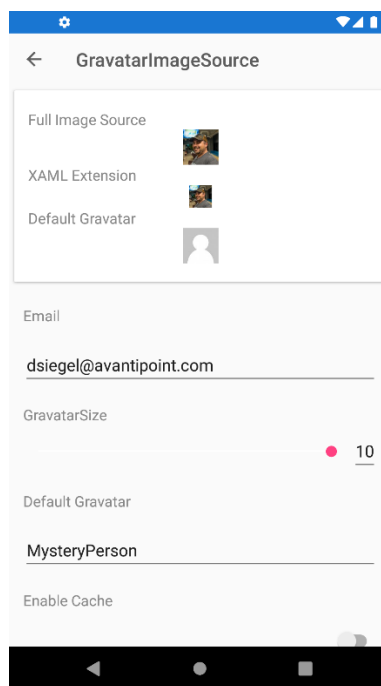 GravatarImageSource
Full Image Source
XAML Extension
Default Gravatar
Email
dsiegel@avantipoint.com
GravatarSize
10
Default Gravatar
MysteryPerson
Enable Cache